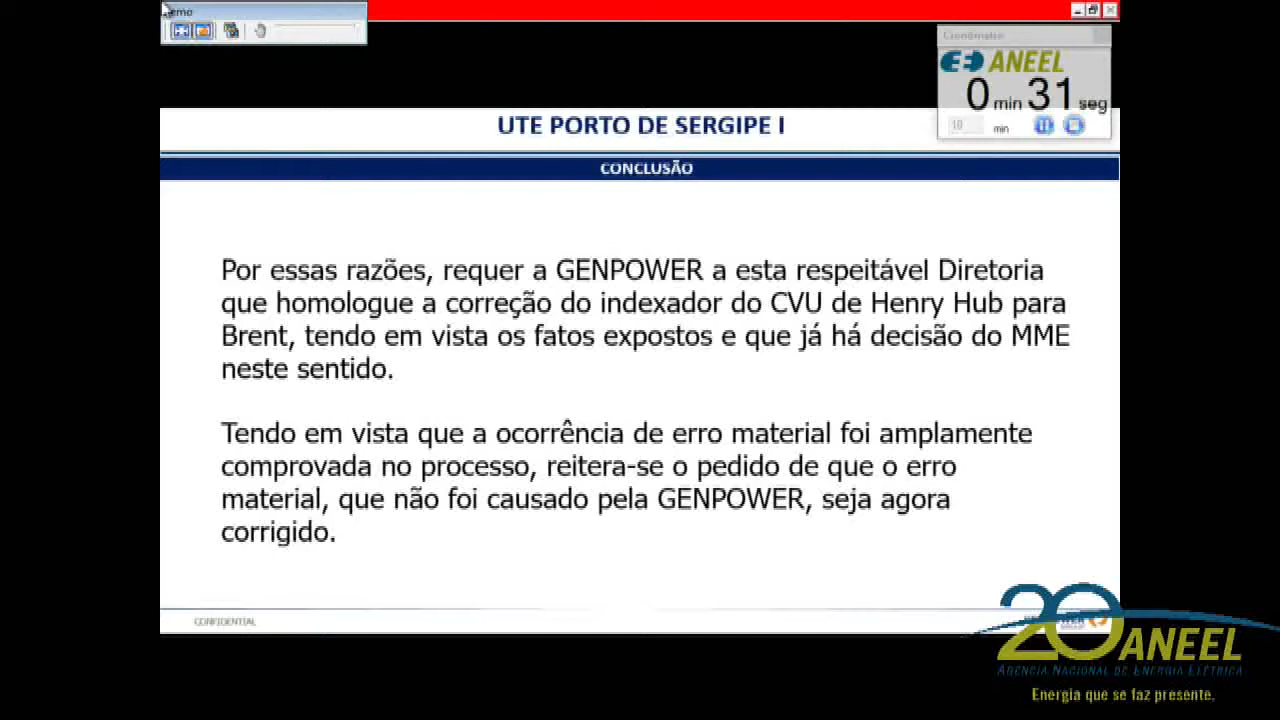 Cronômetro
ANEEL
0 min 31 seg
10 min
UTE PORTO DE SERGIPE I
CONCLUSÃO
Por essas razões, requer a GENPOWER a esta respeitável Diretoria
que homologue a correção do indexador do CVU de Henry Hub para
Brent, tendo em vista os fatos expostos e que já há decisão do MME
neste sentido.
Tendo em vista que a ocorrência de erro material foi amplamente
comprovada no processo, reitera-se o pedido de que o erro
material, que não foi causado pela GENPOWER, seja agora
corrigido.
CONFIDENTIAL
20 ANEEL
AGÊNCIA NACIONAL DE ENERGIA ELÉTRICA
Energia que se faz presente.